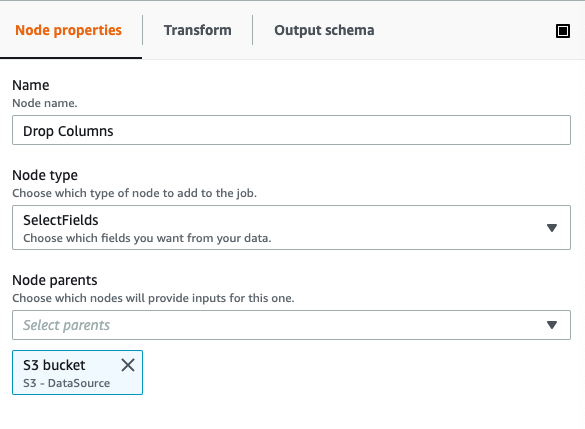 Node properties
Transform
Output schema
Name
Node name.
Drop Columns
Node type
Choose which type of node to add to the job.
SelectFields
Choose which fields you want from your data.
Node parents
Choose which nodes will provide inputs for this one.
Select parents
S3 bucket
S3 - DataSource